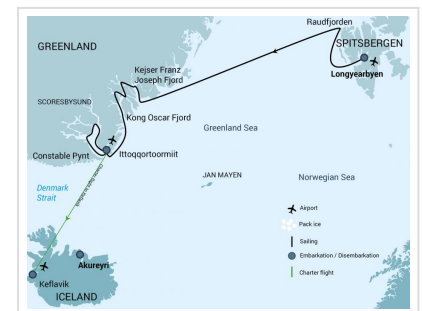 Raudfjorden
GREENLAND
SPITSBERGEN
Longyearbyen
Kejser Franz
Joseph Fjord
SCORESBYSUND
Kong Oscar Fjord
Greenland Sea
Constable Pynt
Ittoqqortoormiit
JAN MAYEN
Norwegian Sea
Denmark
Strait
Airport
Pack ice
Sailing
Embarkation / Disembarkation
Charter flight
Akureyri
Keflavik
ICELAND